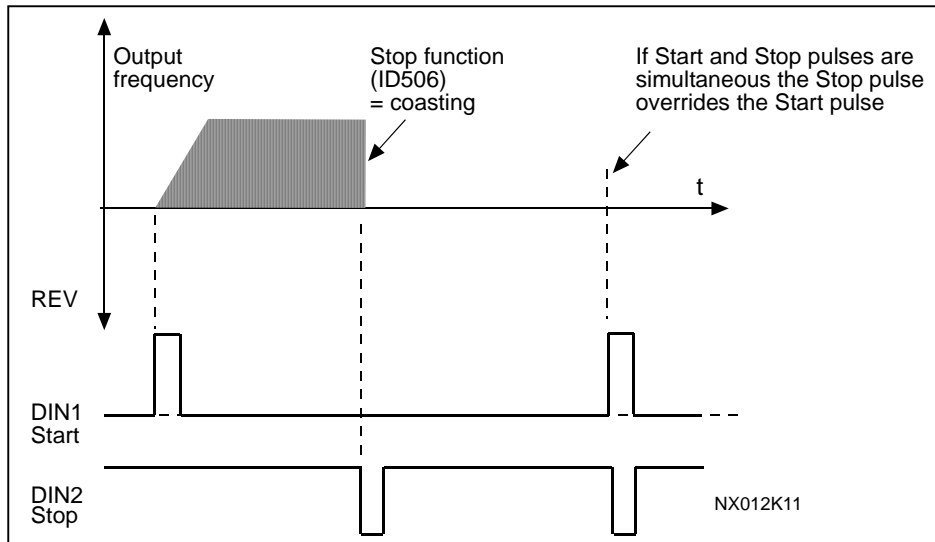 Output
frequency
Stop function
(ID506)
= coasting
If Start and Stop pulses are
simultaneous the Stop pulse
overrides the Start pulse
t
REV
DIN1
Start
DIN2
Stop
NX012K11